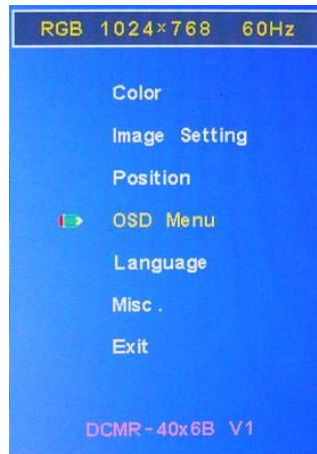 RGB 1024×768 60Hz
Color
Image Setting
Position
OSD Menu
Language
Misc.
Exit
DCMR-40x6B V1